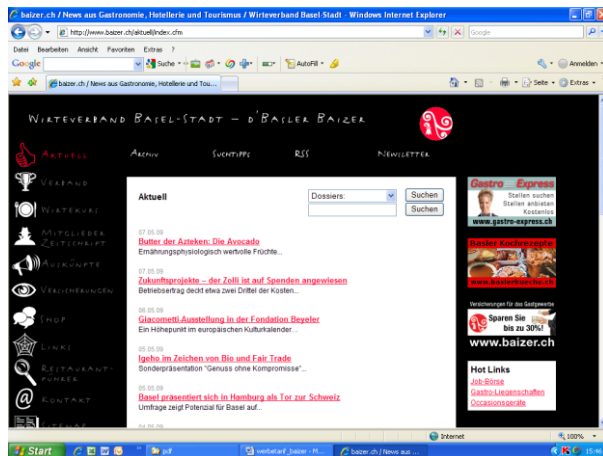 baizer.ch / News aus Gastronomie, Hotellerie und Tourismus / Wirteverband Basel-Stadt - Windows Internet Explorer
http://www.baizer.ch/aktuell/index.cfm
Google
Datei Bearbeiten Ansicht Favoriten Extras ?
Google Suche AutoFill Anmelden
baizer.ch / News aus Gastronomie, Hotellerie und Tou... Seite Extras
WIRTEVERBAND BASEL-STADT – D'BASLER BAIZER
AKTUELL ARCHIV SUCHTIPPS RSS NEWSLETTER
VERBAND
WIRTEKURS
MITGLIEDER
ZEITSCHRIFT
AUSKÜNFTE
VERSICHERUNGEN
SHOP
LINKS
RESTAURANT-
FÜHRER
KONTAKT
SITEMAP
Aktuell Dossiers: Suchen
Suchen
07.05.09
Butter der Azteken: Die Avocado
Ernährungsphysiologisch wertvolle Früchte...
07.05.09
Zukunftsprojekte – der Zolli ist auf Spenden angewiesen
Betriebsertrag deckt etwa zwei Drittel der Kosten...
06.05.09
Giacometti-Ausstellung in der Fondation Beyeler
Ein Höhepunkt im europäischen Kulturkalender...
05.05.09
Igeho im Zeichen von Bio und Fair Trade
Sonderpräsentation "Genuss ohne Kompromisse"...
05.05.09
Basel präsentiert sich in Hamburg als Tor zur Schweiz
Umfrage zeigt Potenzial für Basel auf...
04.05.09
Gastro Express
Stellen suchen
Stellen anbieten
Kostenlos
www.gastro-express.ch
Basler Kochrezepte
www.baslerkueche.ch
Versicherungen für das Gastgewerbe
Sparen Sie
bis zu 30%!
www.baizer.ch
Hot Links
Job-Börse
Gastro-Liegenschaften
Occasionsgeräte
Internet 100%
Start pdf werbetarif_baizer - M... baizer.ch / News aus ... 15:46